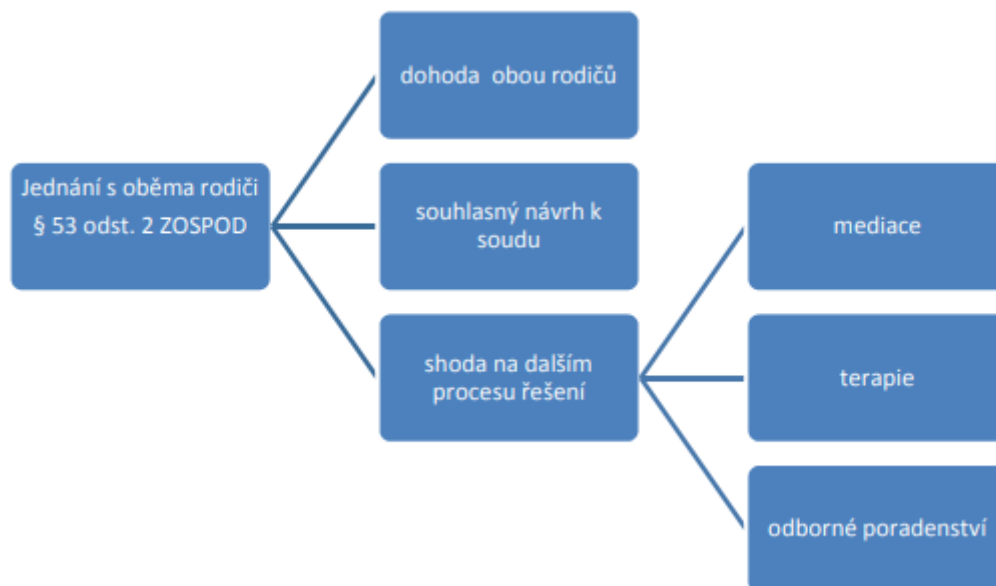 Jednání s oběma rodiči
§ 53 odst. 2 ZOSPOD
dohoda obou rodičů
souhlasný návrh k
soudu
shoda na dalším
procesu řešení
mediace
terapie
odborné poradenství